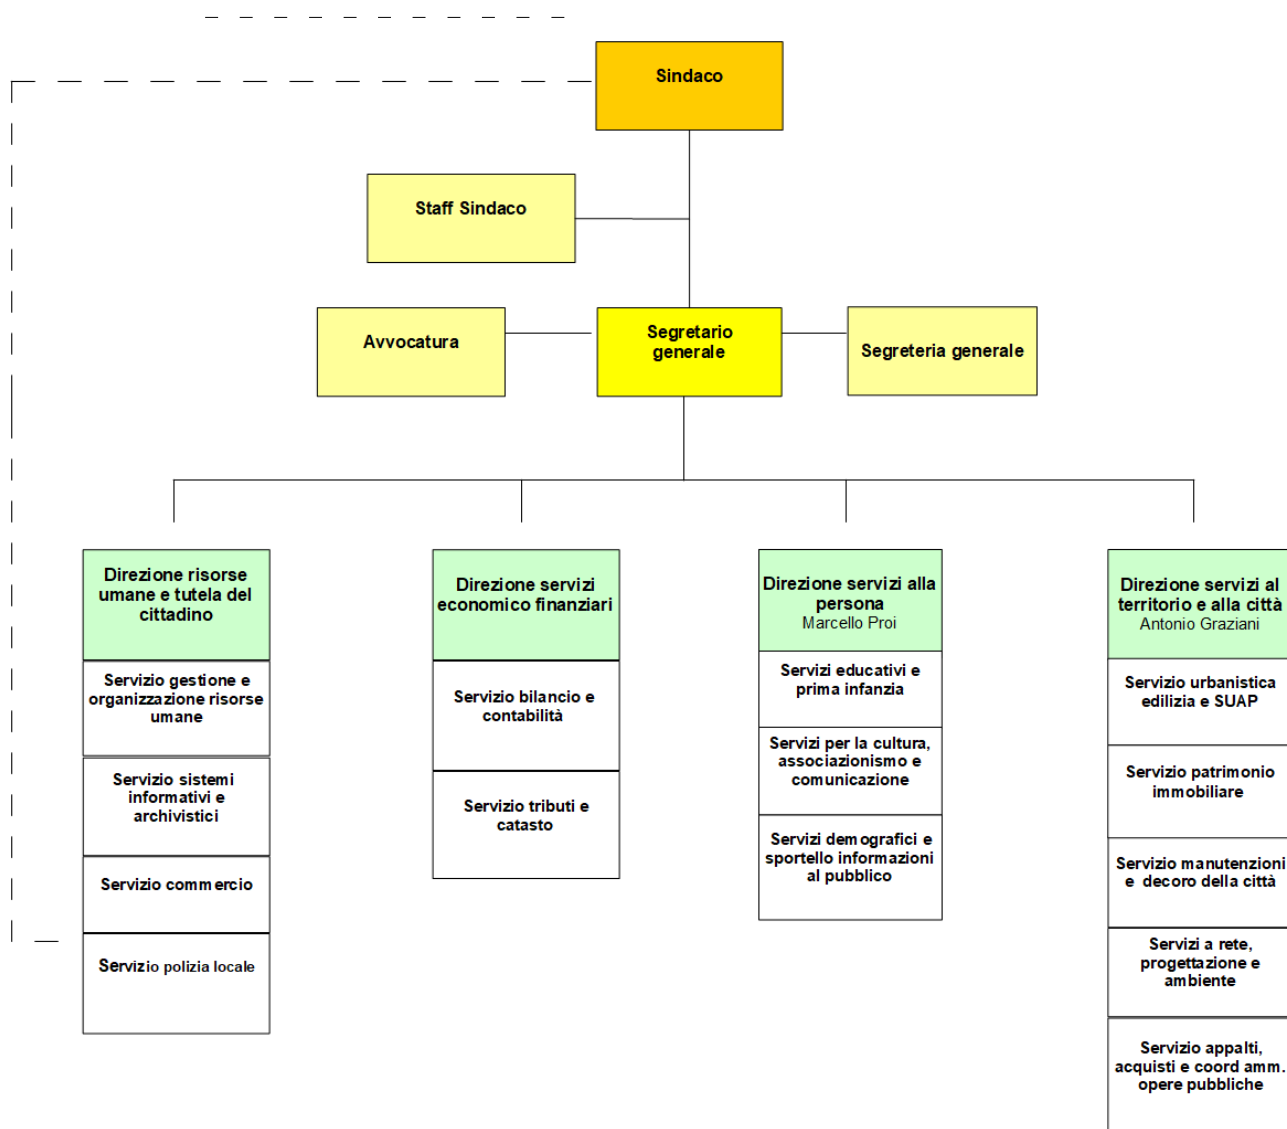 Sindaco
Staff Sindaco
Avvocatura
Segretario
generale
Segreteria generale
Direzione risorse
umane e tutela del
cittadino
Servizio gestione e
organizzazione risorse
umane
Servizio sistemi
informativi e
archivistici
Servizio commercio
Servizio polizia locale
Direzione servizi
economico finanziari
Servizio bilancio e
contabilità
Servizio tributi e
catasto
Direzione servizi alla
persona
Marcello Proi
Servizi educativi e
prima infanzia
Servizi per la cultura,
associazionismo e
comunicazione
Servizi demografici e
sportello informazioni
al pubblico
Direzione servizi al
territorio e alla città
Antonio Graziani
Servizio urbanistica
edilizia e SUAP
Servizio patrimonio
immobiliare
Servizio manutenzioni
e decoro della città
Servizi a rete,
progettazione e
ambiente
Servizio appalti,
acquisti e coord amm.
opere pubbliche